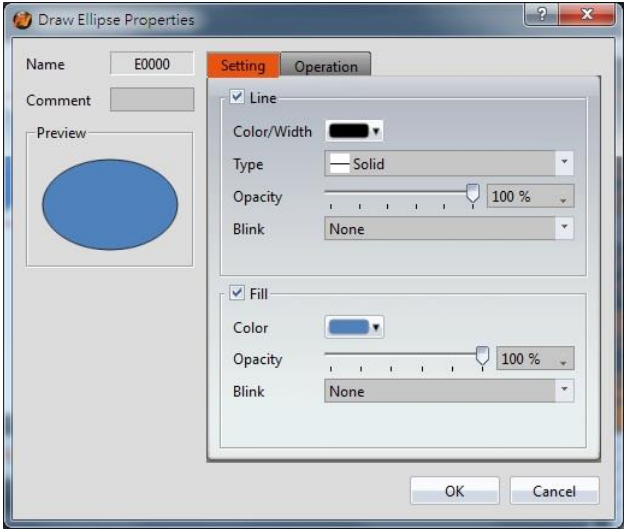 Draw Ellipse Properties
?
Name E0000
Comment
Preview
Setting Operation
Line
Color/Width
Type Solid
Opacity 100 %
Blink None
Fill
Color
Opacity 100 %
Blink None
OK Cancel